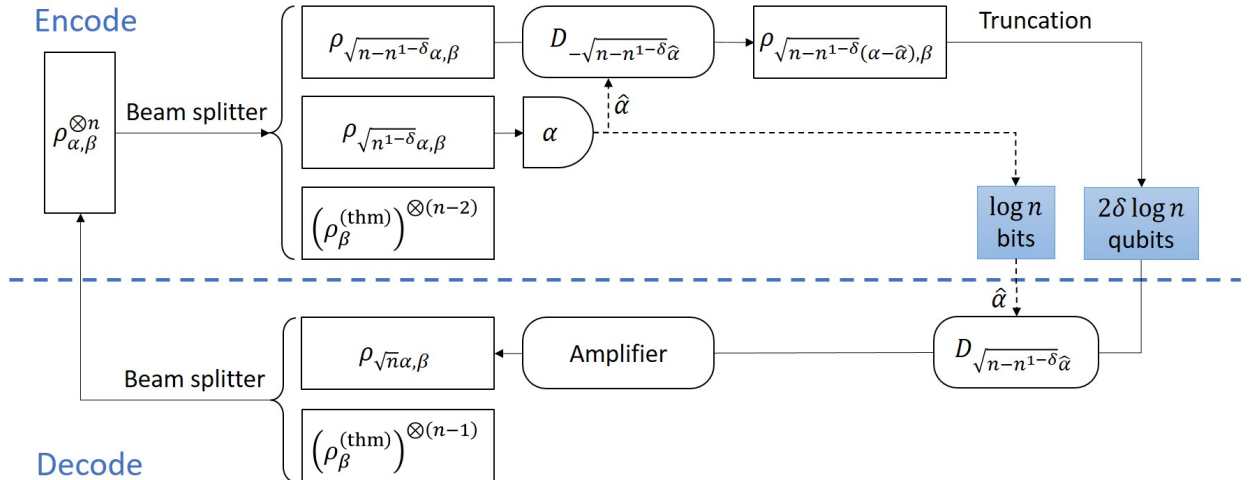 Encode
ρ_{√(n−n^{1−δ})α,β}
D_{−√(n−n^{1−δ})α̂}
ρ_{√(n−n^{1−δ})(α−α̂),β}
Truncation
ρ_{α,β}^{⊗n}
Beam splitter
ρ_{√(n^{1−δ})α,β}
α
α̂
(ρ_β^{(thm)})^{⊗(n−2)}
log n
bits
2δ log n
qubits
α̂
Beam splitter
ρ_{√nα,β}
Amplifier
D_{√(n−n^{1−δ})α̂}
(ρ_β^{(thm)})^{⊗(n−1)}
Decode